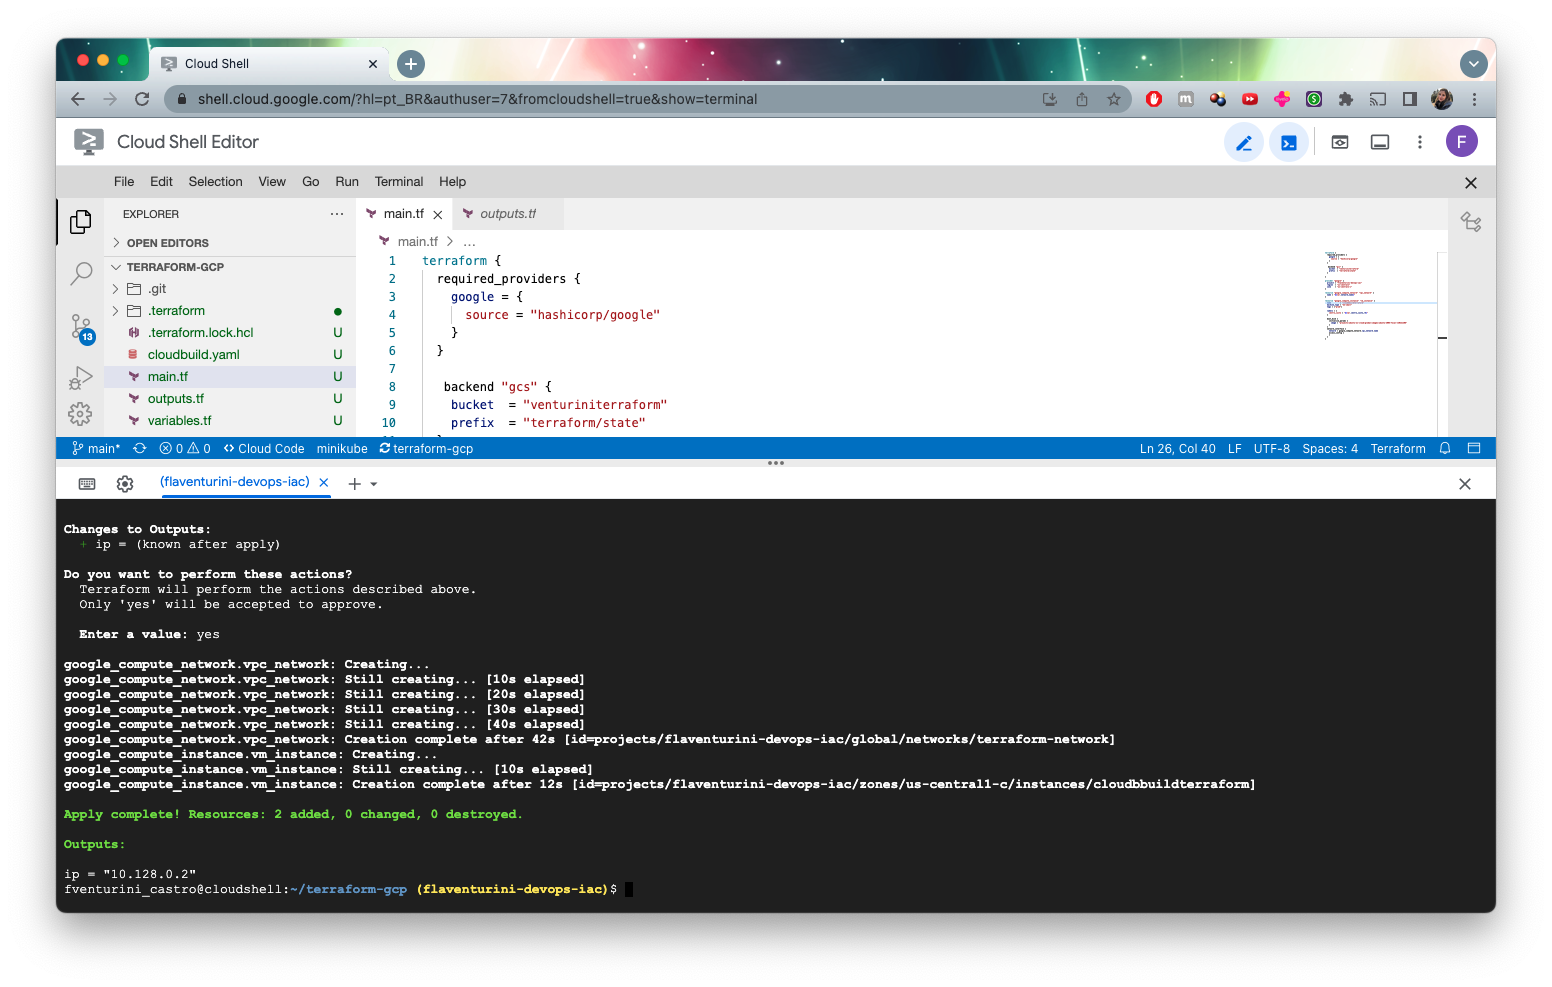 Cloud Shell
shell.cloud.google.com/?hl=pt_BR&authuser=7&fromcloudshell=true&show=terminal
Cloud Shell Editor
F
File Edit Selection View Go Run Terminal Help
EXPLORER
main.tf
outputs.tf
OPEN EDITORS
main.tf > ...
TERRAFORM-GCP
.git
.terraform
.terraform.lock.hcl U
cloudbuild.yaml U
main.tf U
outputs.tf U
variables.tf U
13
1 terraform {
2 required_providers {
3 google = {
4 source = "hashicorp/google"
5 }
6 }
7
8 backend "gcs" {
9 bucket = "venturiniterraform"
10 prefix = "terraform/state"
main* 0 0 Cloud Code minikube terraform-gcp Ln 26, Col 40 LF UTF-8 Spaces: 4 Terraform
(flaventurini-devops-iac)
Changes to Outputs:
+ ip = (known after apply)
Do you want to perform these actions?
Terraform will perform the actions described above.
Only 'yes' will be accepted to approve.
Enter a value: yes
google_compute_network.vpc_network: Creating...
google_compute_network.vpc_network: Still creating... [10s elapsed]
google_compute_network.vpc_network: Still creating... [20s elapsed]
google_compute_network.vpc_network: Still creating... [30s elapsed]
google_compute_network.vpc_network: Still creating... [40s elapsed]
google_compute_network.vpc_network: Creation complete after 42s [id=projects/flaventurini-devops-iac/global/networks/terraform-network]
google_compute_instance.vm_instance: Creating...
google_compute_instance.vm_instance: Still creating... [10s elapsed]
google_compute_instance.vm_instance: Creation complete after 12s [id=projects/flaventurini-devops-iac/zones/us-central1-c/instances/cloudbbuildterraform]
Apply complete! Resources: 2 added, 0 changed, 0 destroyed.
Outputs:
ip = "10.128.0.2"
fventurini_castro@cloudshell:~/terraform-gcp (flaventurini-devops-iac)$